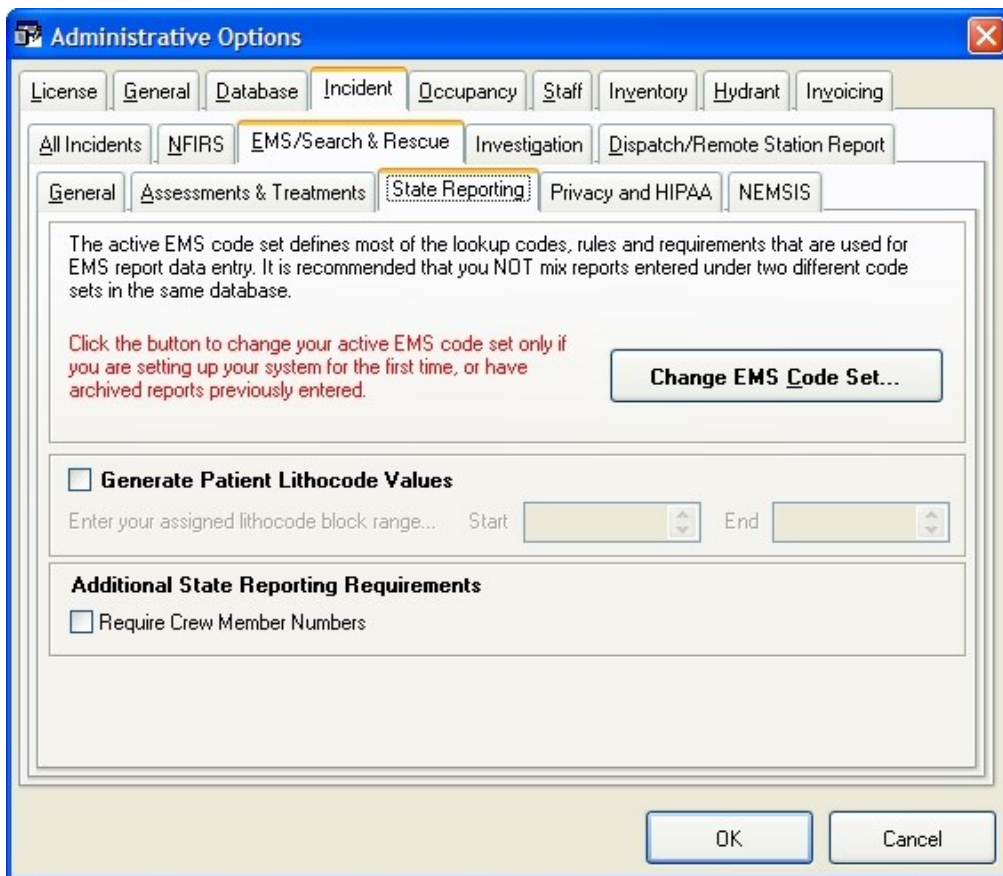 Administrative Options
License General Database Incident Occupancy Staff Inventory Hydrant Invoicing
All Incidents NFIRS EMS/Search & Rescue Investigation Dispatch/Remote Station Report
General Assessments & Treatments State Reporting Privacy and HIPAA NEMSIS
The active EMS code set defines most of the lookup codes, rules and requirements that are used for
EMS report data entry. It is recommended that you NOT mix reports entered under two different code
sets in the same database.
Click the button to change your active EMS code set only if
you are setting up your system for the first time, or have
archived reports previously entered.
Change EMS Code Set...
Generate Patient Lithocode Values
Enter your assigned lithocode block range... Start End
Additional State Reporting Requirements
Require Crew Member Numbers
OK Cancel